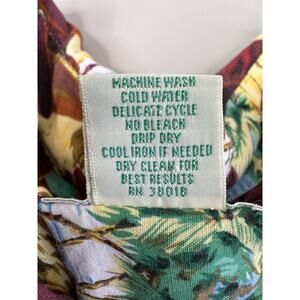 MACHINE WASH
COLD WATER
DELICATE CYCLE
NO BLEACH
DRIP DRY
COOL IRON IF NEEDED
DRY CLEAN FOR
BEST RESULTS
RN 38018